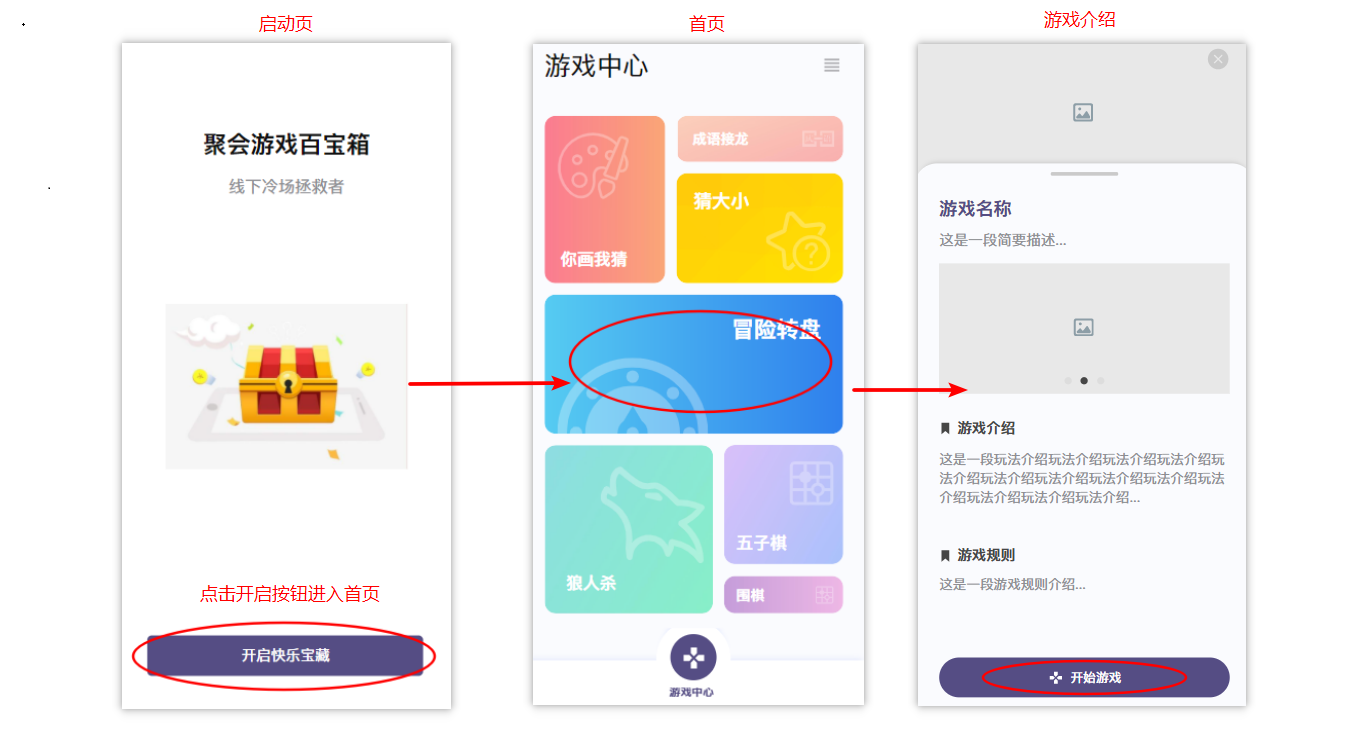 启动页
首页
游戏介绍
聚会游戏百宝箱
线下冷场拯救者
点击开启按钮进入首页
开启快乐宝藏
游戏中心
你画我猜
成语接龙
猜大小
?
冒险转盘
狼人杀
五子棋
围棋
游戏中心
游戏名称
这是一段简要描述...
游戏介绍
这是一段玩法介绍玩法介绍玩法介绍玩法介绍玩
法介绍玩法介绍玩法介绍玩法介绍玩法介绍玩法
介绍玩法介绍玩法介绍玩法介绍...
游戏规则
这是一段游戏规则介绍...
开始游戏